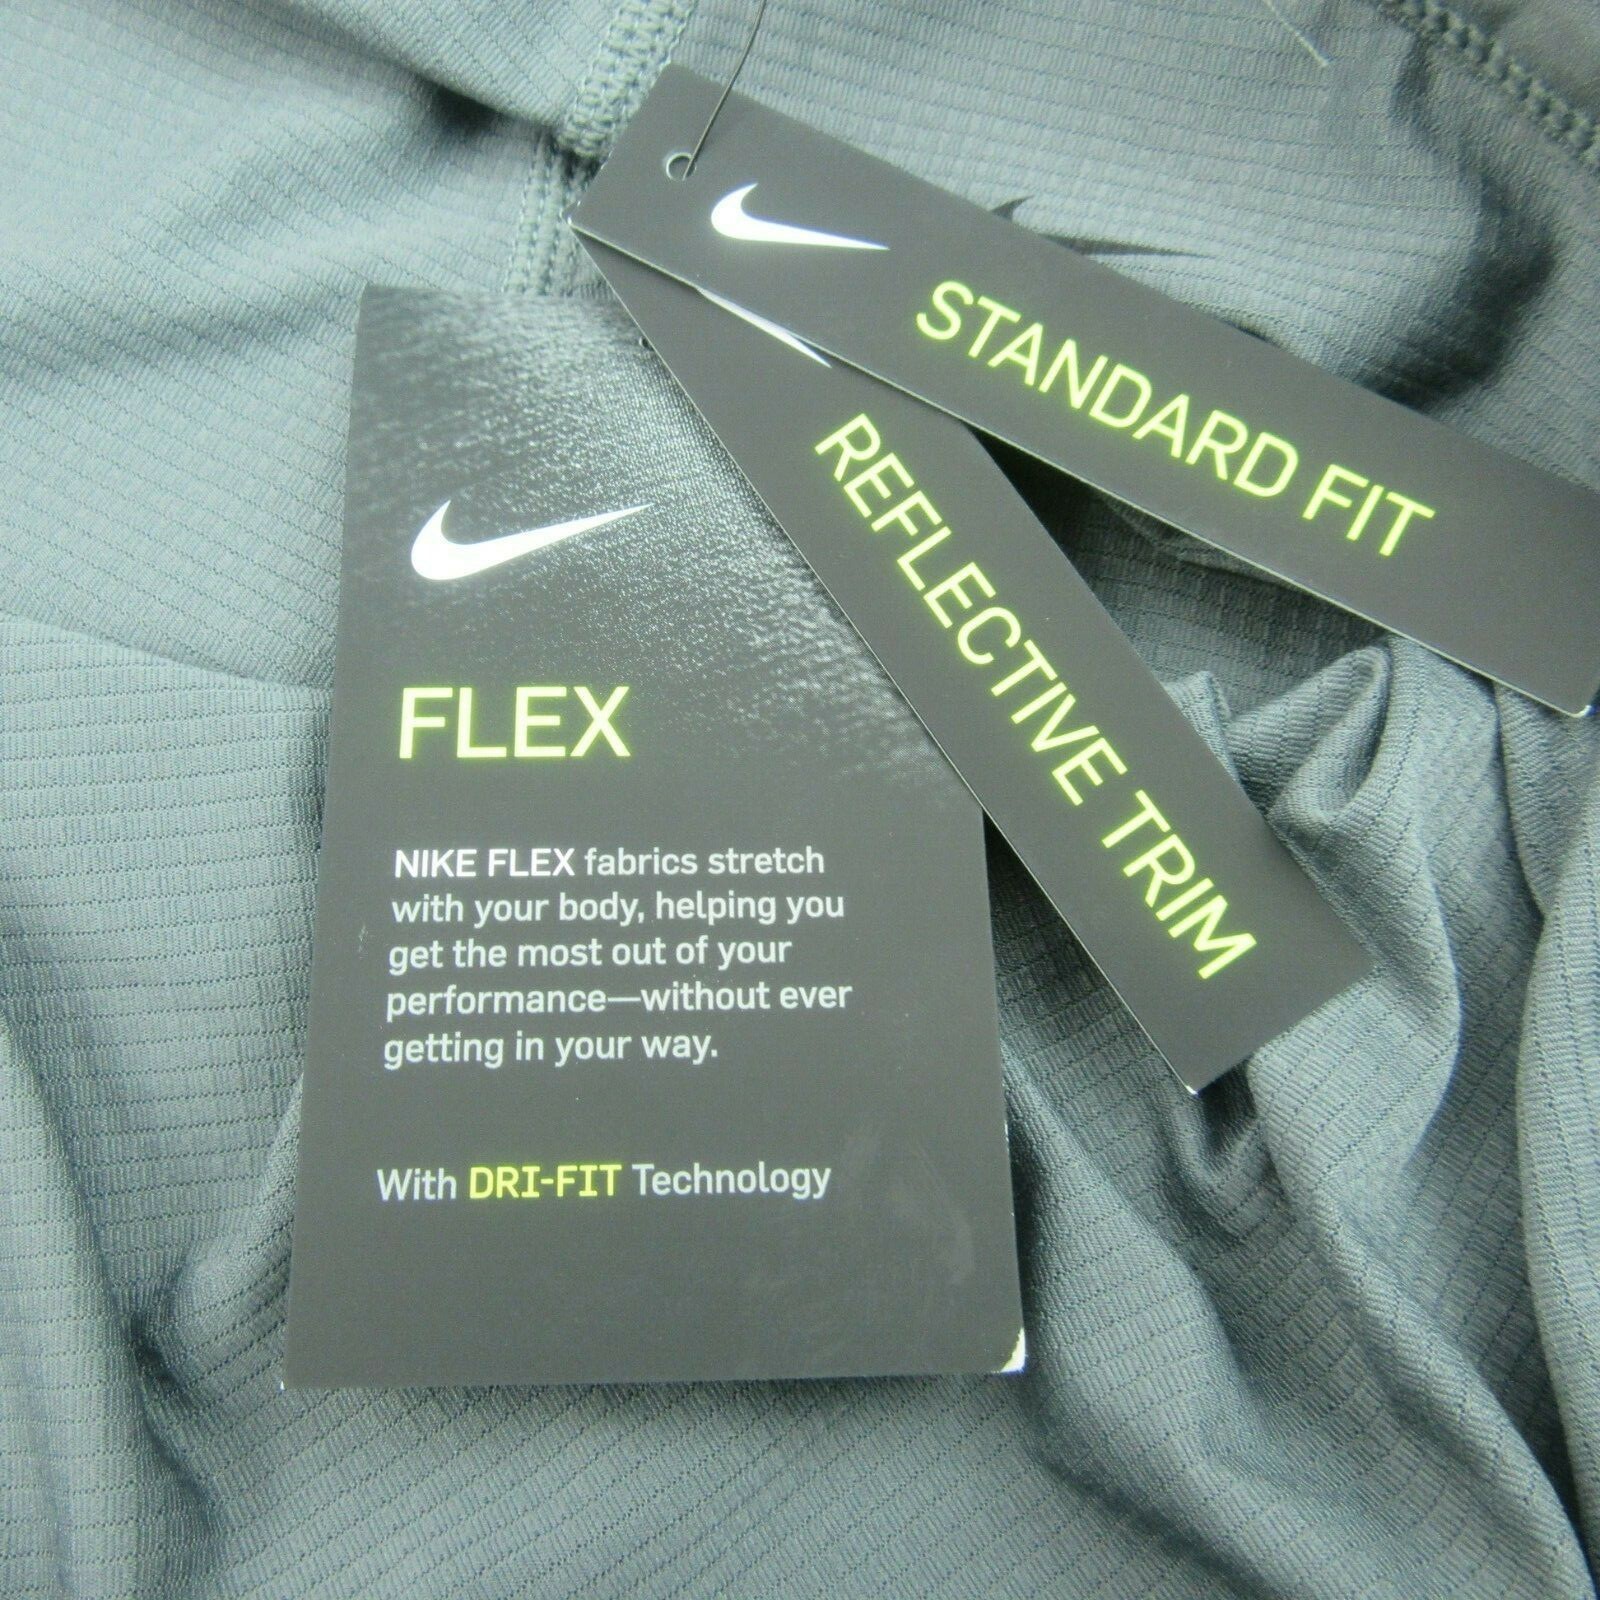 STANDARD FIT
REFLECTIVE TRIM
FLEX
NIKE FLEX fabrics stretch
with your body, helping you
get the most out of your
performance—without ever
getting in your way.
With DRI-FIT Technology